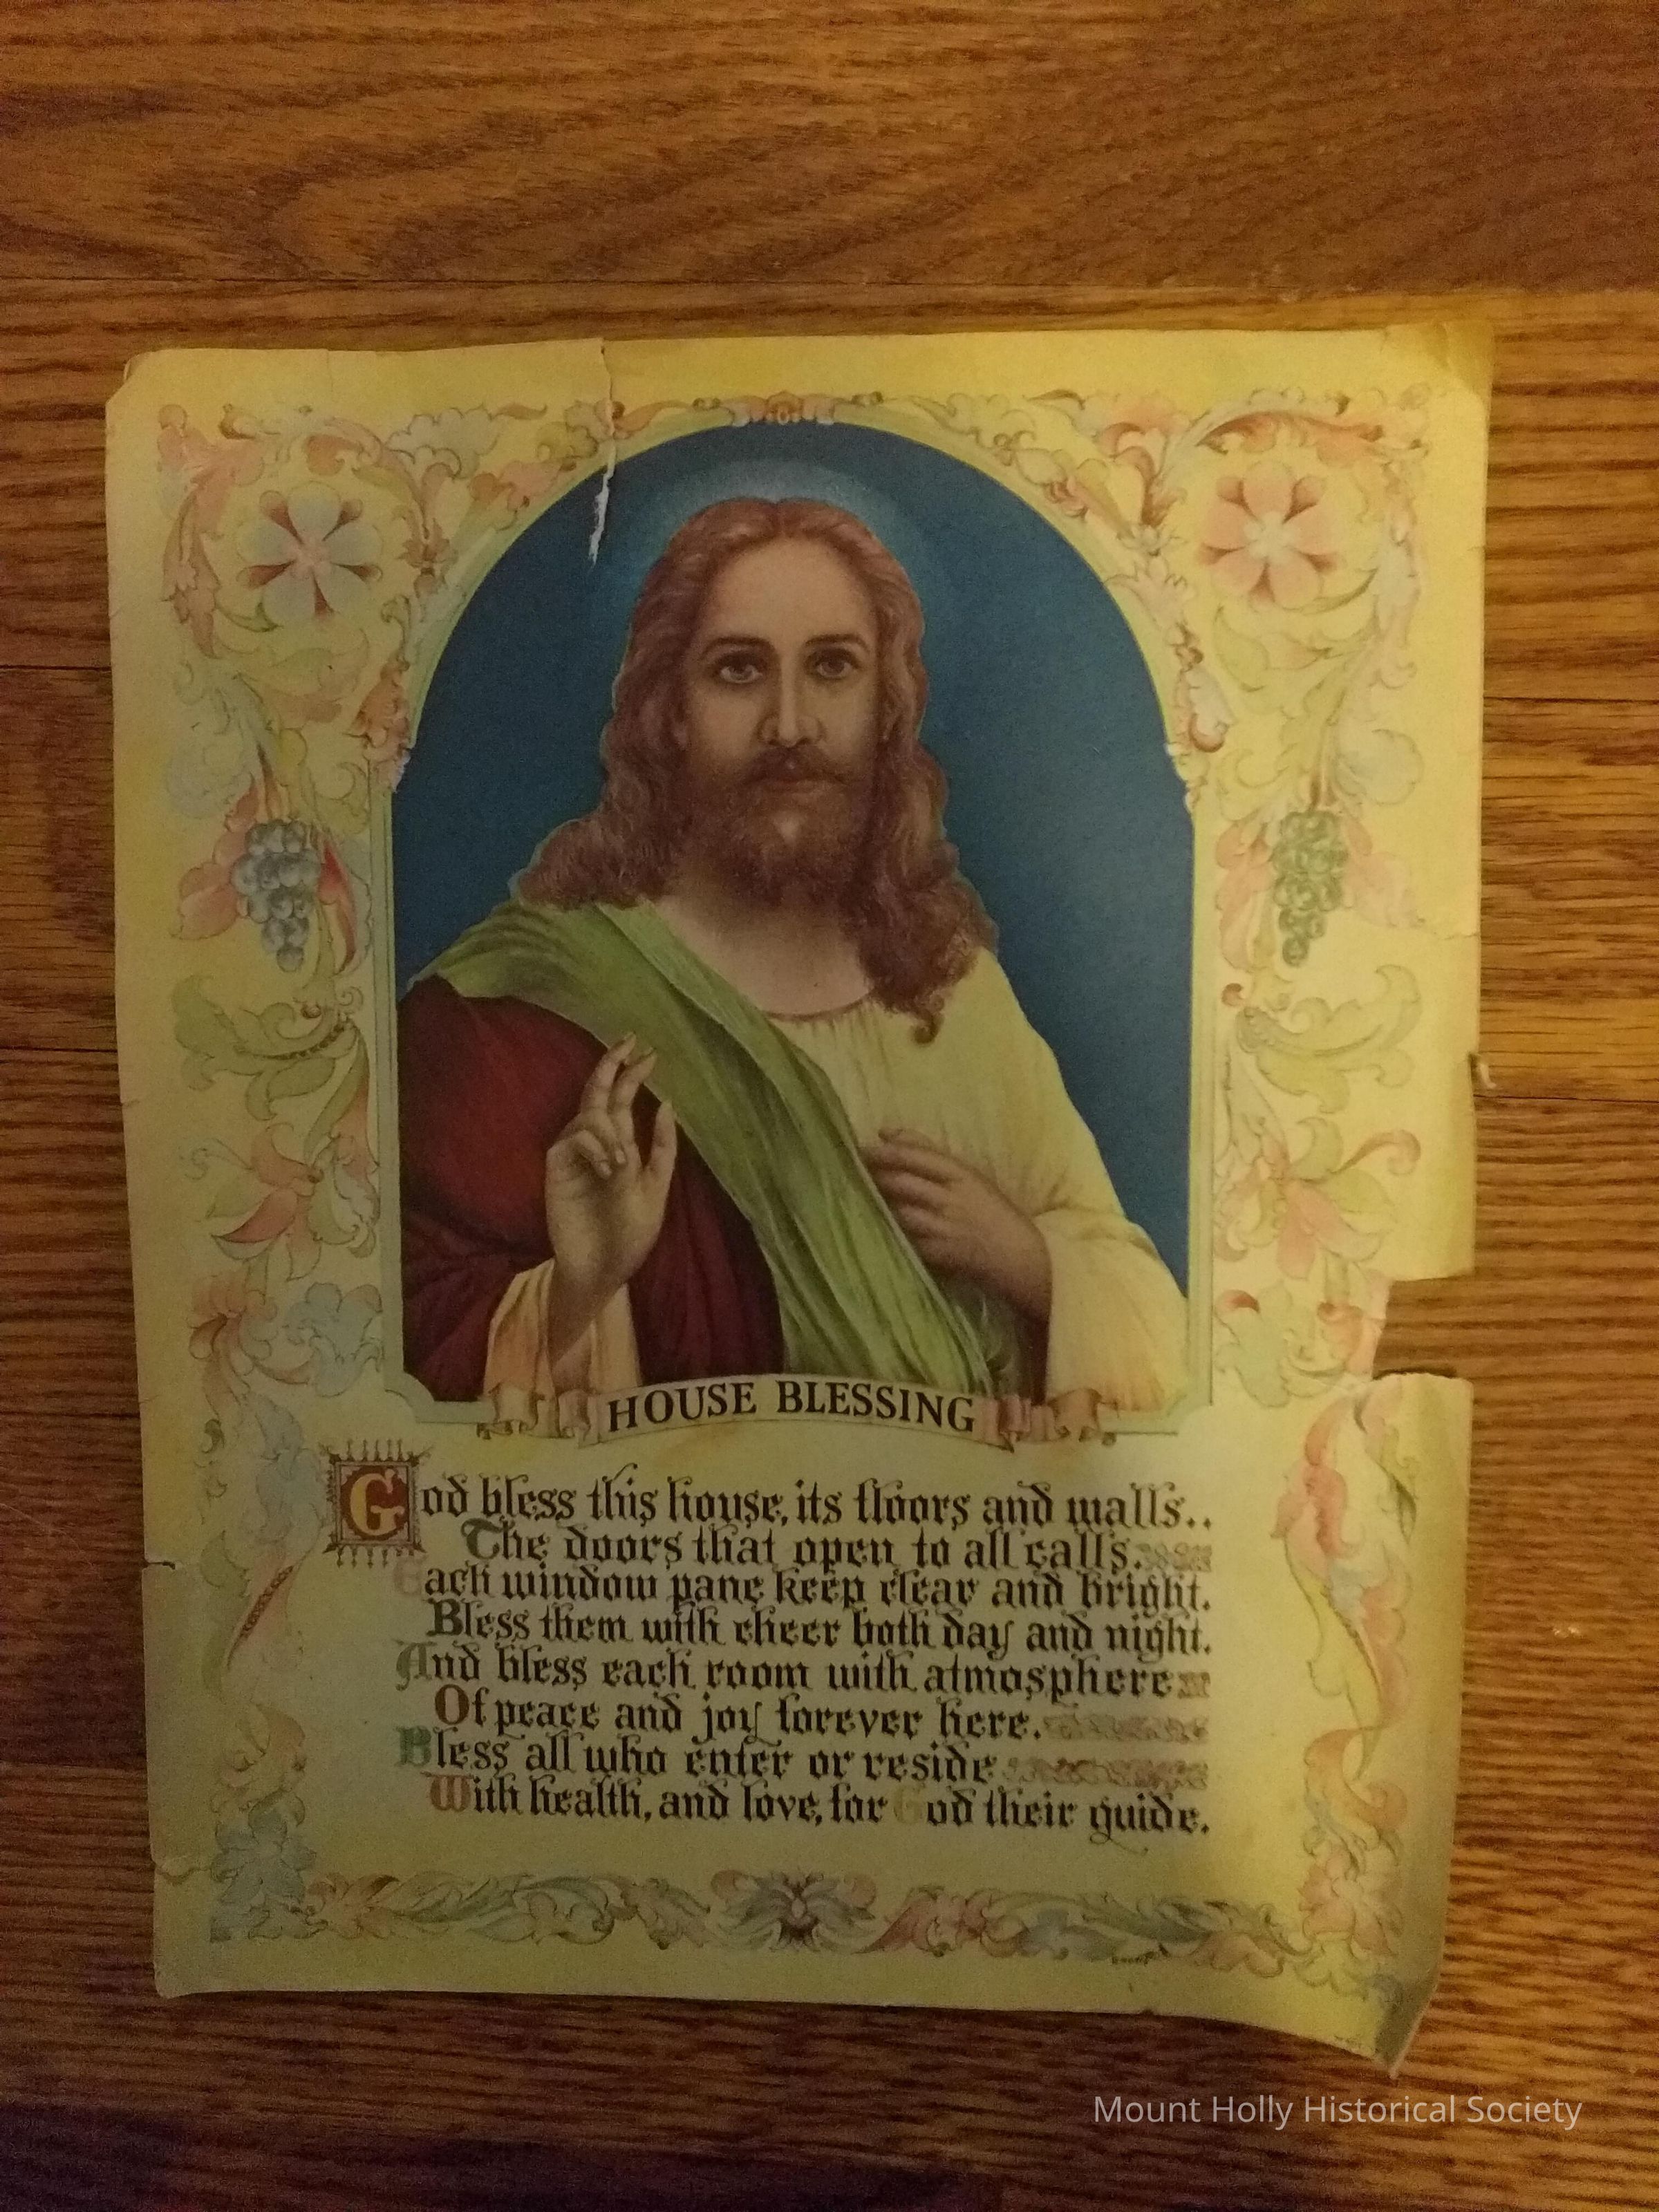 HOUSE BLESSING
God bless this house, its floors and walls..
The doors that open to all calls.
Each window pane keep clear and bright.
Bless them with cheer both day and night.
And bless each room with atmosphere
Of peace and joy forever here.
Bless all who enter or reside
With health, and love, for God their guide.
Mount Holly Historical Society